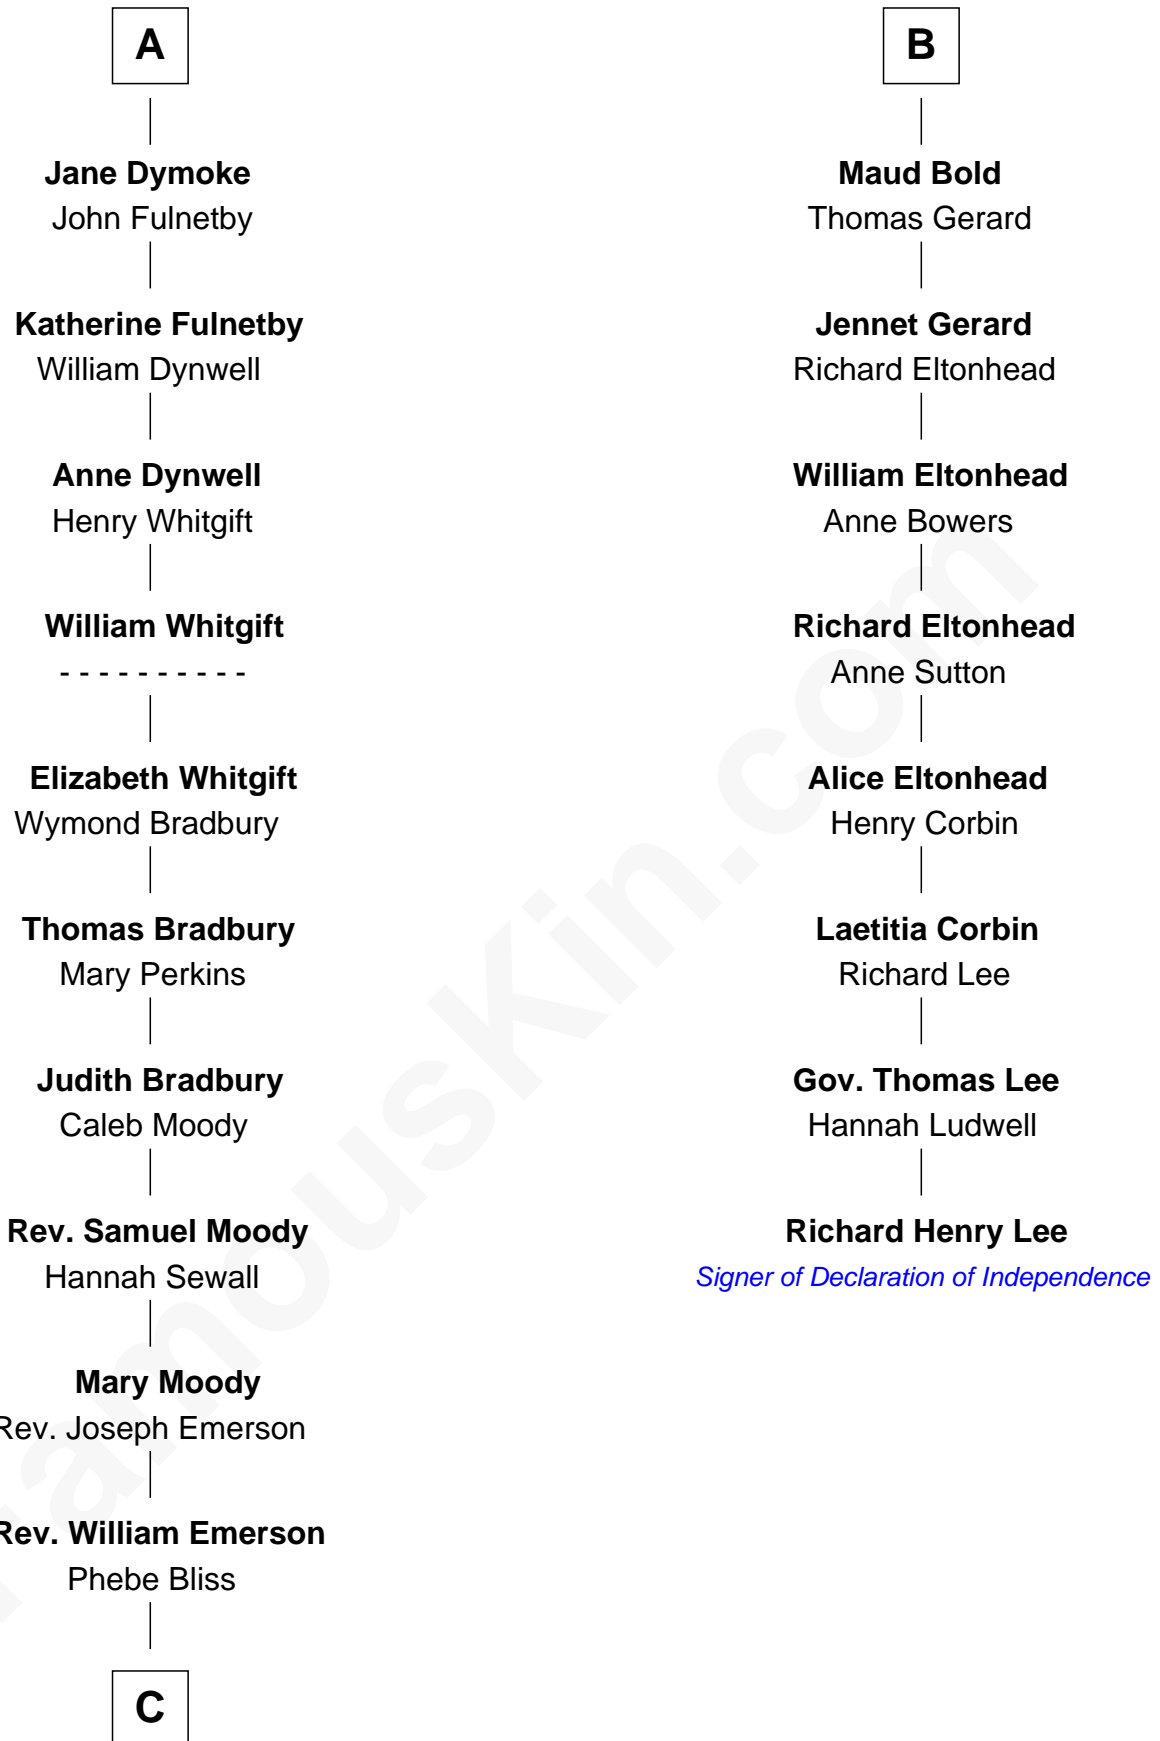 A
Jane Dymoke
John Fulnetby
Katherine Fulnetby
William Dynwell
Anne Dynwell
Henry Whitgift
William Whitgift
- - - - - - - - - -
Elizabeth Whitgift
Wymond Bradbury
Thomas Bradbury
Mary Perkins
Judith Bradbury
Caleb Moody
Rev. Samuel Moody
Hannah Sewall
Mary Moody
Rev. Joseph Emerson
Rev. William Emerson
Phebe Bliss
C
B
Maud Bold
Thomas Gerard
Jennet Gerard
Richard Eltonhead
William Eltonhead
Anne Bowers
Richard Eltonhead
Anne Sutton
Alice Eltonhead
Henry Corbin
Laetitia Corbin
Richard Lee
Gov. Thomas Lee
Hannah Ludwell
Richard Henry Lee
Signer of Declaration of Independence
FamousKin.com